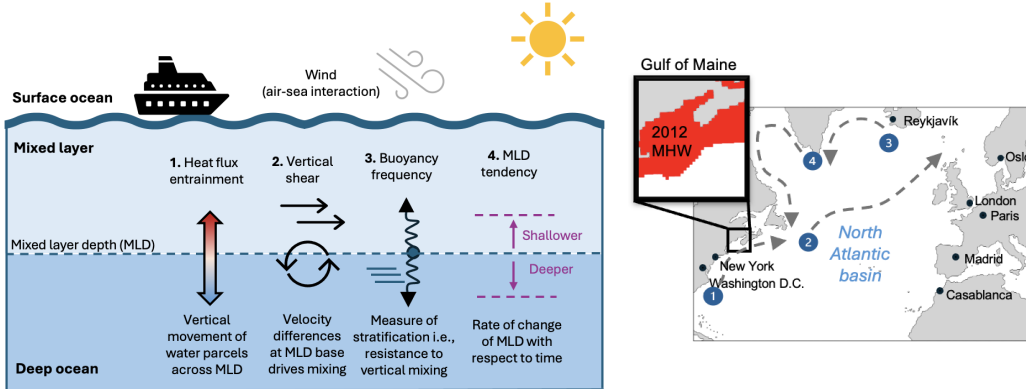 Wind
(air-sea interaction)
Surface ocean
Mixed layer
1. Heat flux
entrainment
2. Vertical
shear
3. Buoyancy
frequency
4. MLD
tendency
Shallower
Mixed layer depth (MLD)
Deeper
Vertical
movement of
water parcels
across MLD
Velocity
differences
at MLD base
drives mixing
Measure of
stratification i.e.,
resistance to
vertical mixing
Rate of change
of MLD with
respect to time
Deep ocean
Gulf of Maine
2012
MHW
Reykjavík
3
4
Oslo
London
Paris
2
North
Atlantic
basin
New York
Washington D.C.
Madrid
1
Casablanca